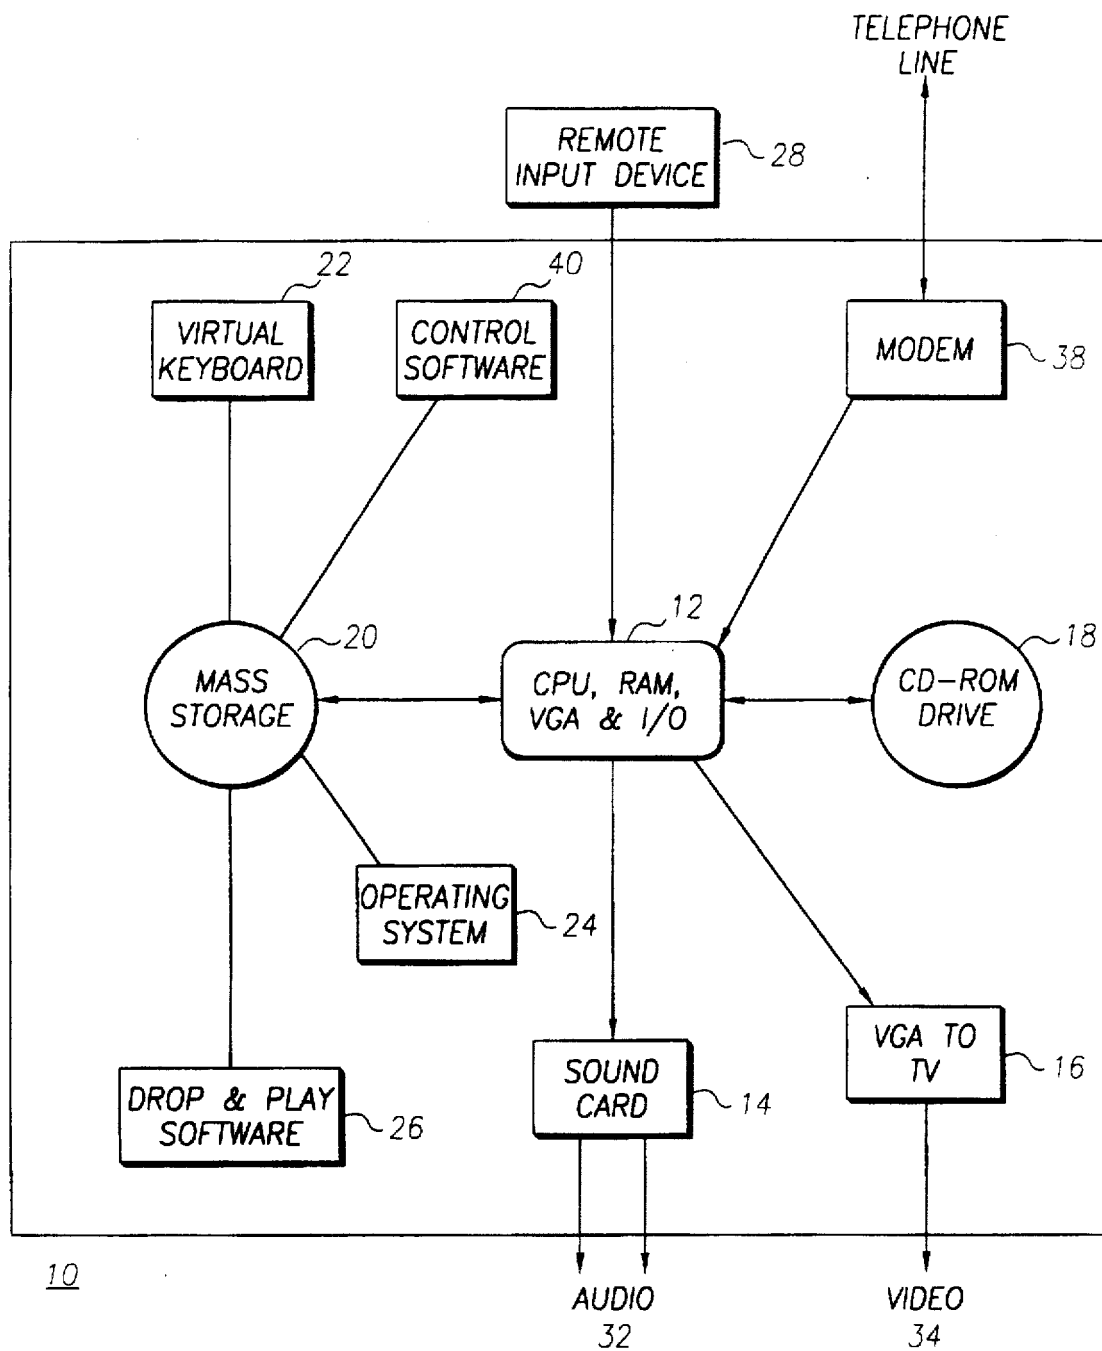 TELEPHONE
LINE
REMOTE
INPUT DEVICE
28
22
40
VIRTUAL
KEYBOARD
CONTROL
SOFTWARE
MODEM
38
20
12
18
MASS
STORAGE
CPU, RAM,
VGA & I/O
CD-ROM
DRIVE
OPERATING
SYSTEM
24
VGA TO
TV
16
SOUND
CARD
14
DROP & PLAY
SOFTWARE
26
10
AUDIO
32
VIDEO
34